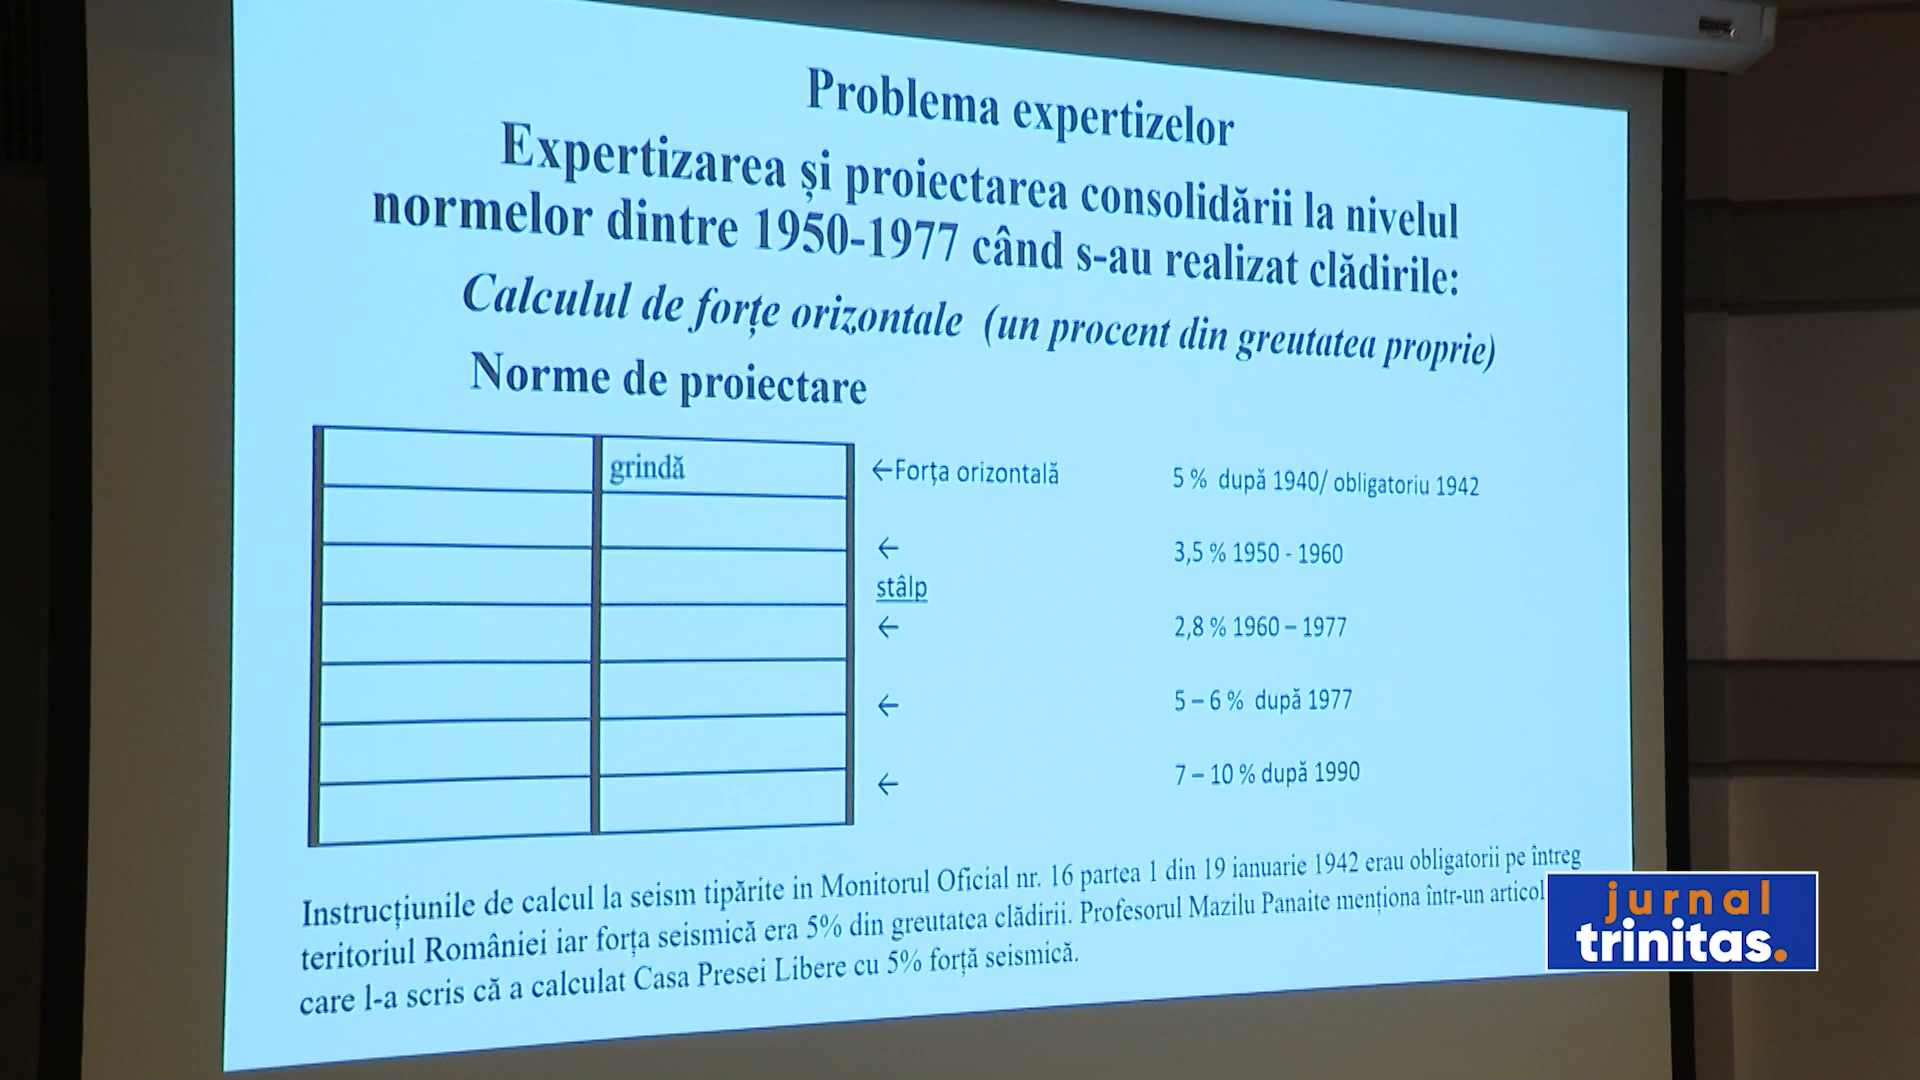 Problema expertizelor
Expertizarea și proiectarea consolidării la nivelul
normelor dintre 1950-1977 când s-au realizat clădirile:
Calculul de forțe orizontale (un procent din greutatea proprie)
Norme de proiectare
grindă
←Forța orizontală
5 % după 1940/ obligatoriu 1942
←
3,5 % 1950 - 1960
stâlp
←
2,8 % 1960 – 1977
←
5 – 6 % după 1977
←
7 – 10 % după 1990
Instrucțiunile de calcul la seism tipărite in Monitorul Oficial nr. 16 partea 1 din 19 ianuarie 1942 erau obligatorii pe întreg
teritoriul României iar forța seismică era 5% din greutatea clădirii. Profesorul Mazilu Panaite menționa într-un articol
care l-a scris că a calculat Casa Presei Libere cu 5% forță seismică.
jurnal
trinitas.